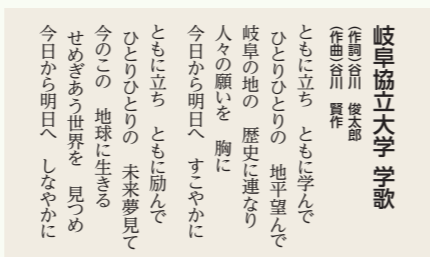 岐阜協立大学 学歌
(作詞)谷川 俊太郎
(作曲)谷川 賢作
ともに立ち ともに学んで
ひとりひとりの 地平望んで
岐阜の地の 歴史に連なり
人々の願いを 胸に
今日から明日へ すこやかに
ともに立ち ともに励んで
ひとりひとりの 未来夢見て
今のこの 地球に生きる
せめぎあう世界を 見つめ
今日から明日へ しなやかに